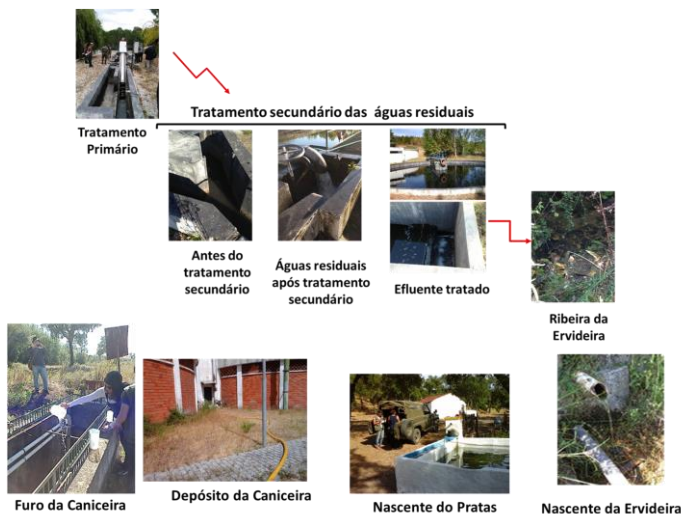 Tratamento
Primário
Tratamento secundário das águas residuais
Antes do
tratamento
secundário
Águas residuais
após tratamento
secundário
Efluente tratado
Ribeira da
Ervideira
Furo da Caniceira
Depósito da Caniceira
Nascente do Pratas
Nascente da Ervideira